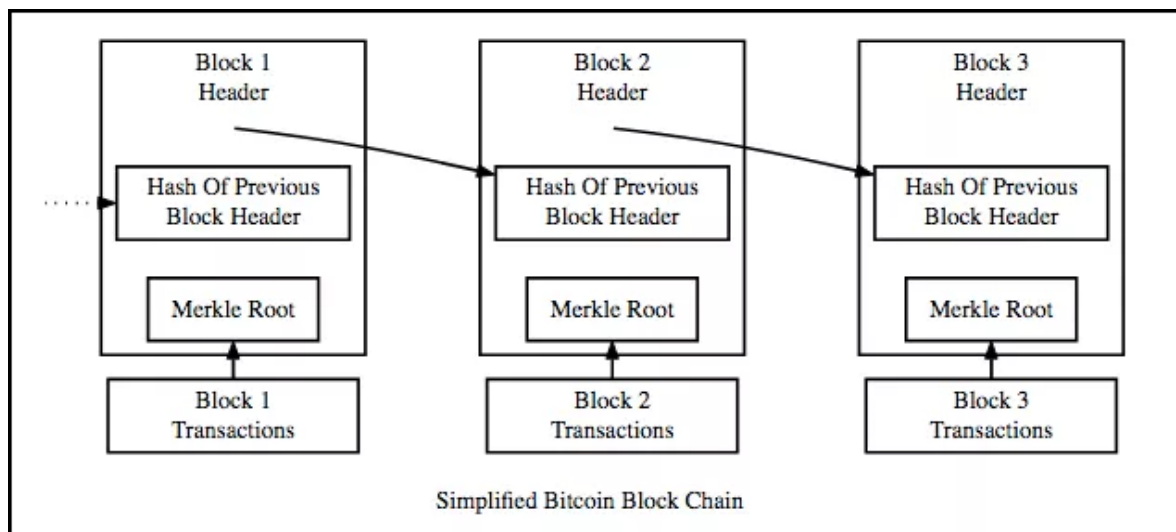 Block 1
Header
Hash Of Previous
Block Header
Merkle Root
Block 1
Transactions
Block 2
Header
Hash Of Previous
Block Header
Merkle Root
Block 2
Transactions
Block 3
Header
Hash Of Previous
Block Header
Merkle Root
Block 3
Transactions
Simplified Bitcoin Block Chain